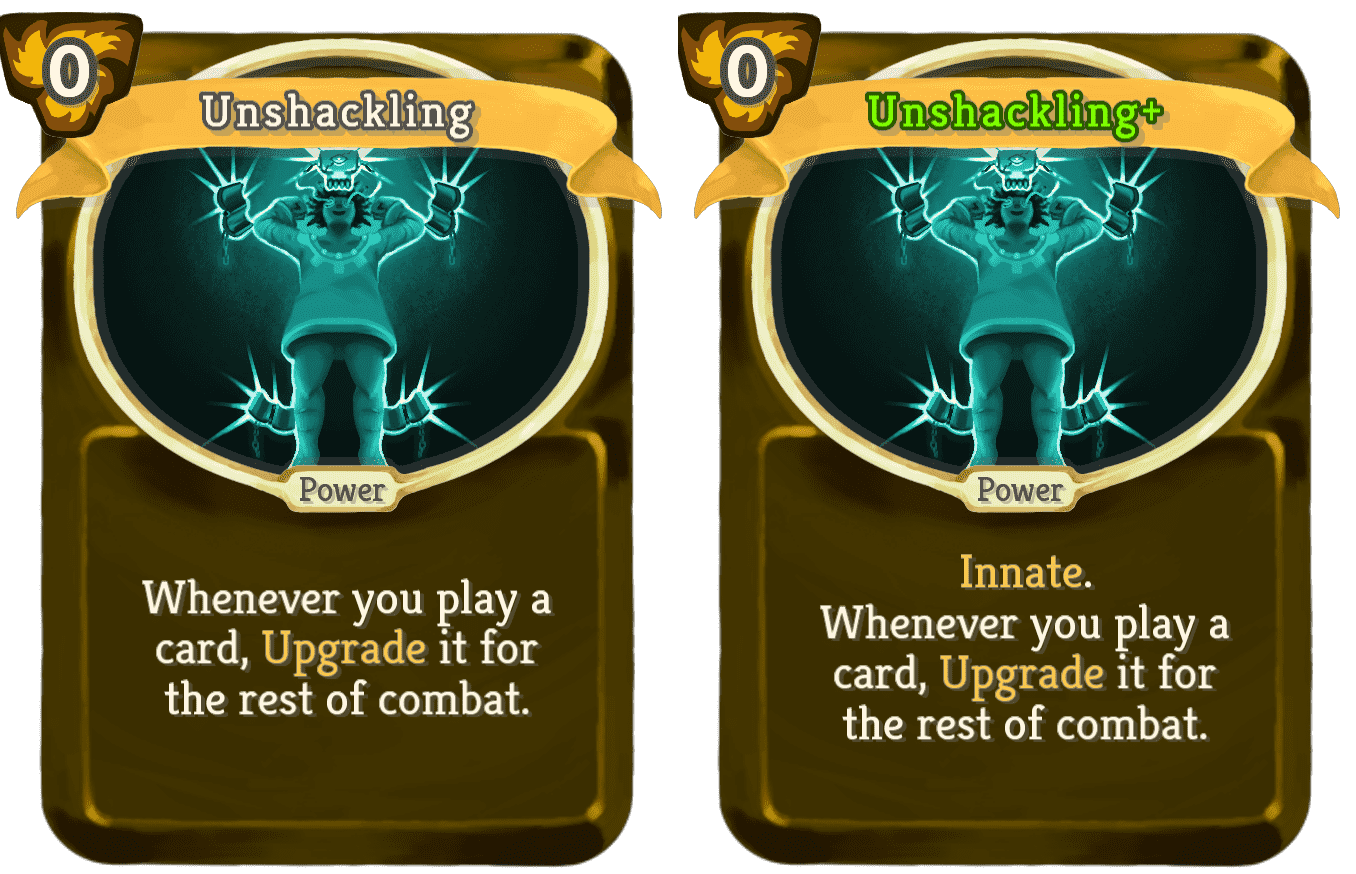 0
Unshackling
Power
Whenever you play a
card, Upgrade it for
the rest of combat.
0
Unshackling+
Power
Innate.
Whenever you play a
card, Upgrade it for
the rest of combat.